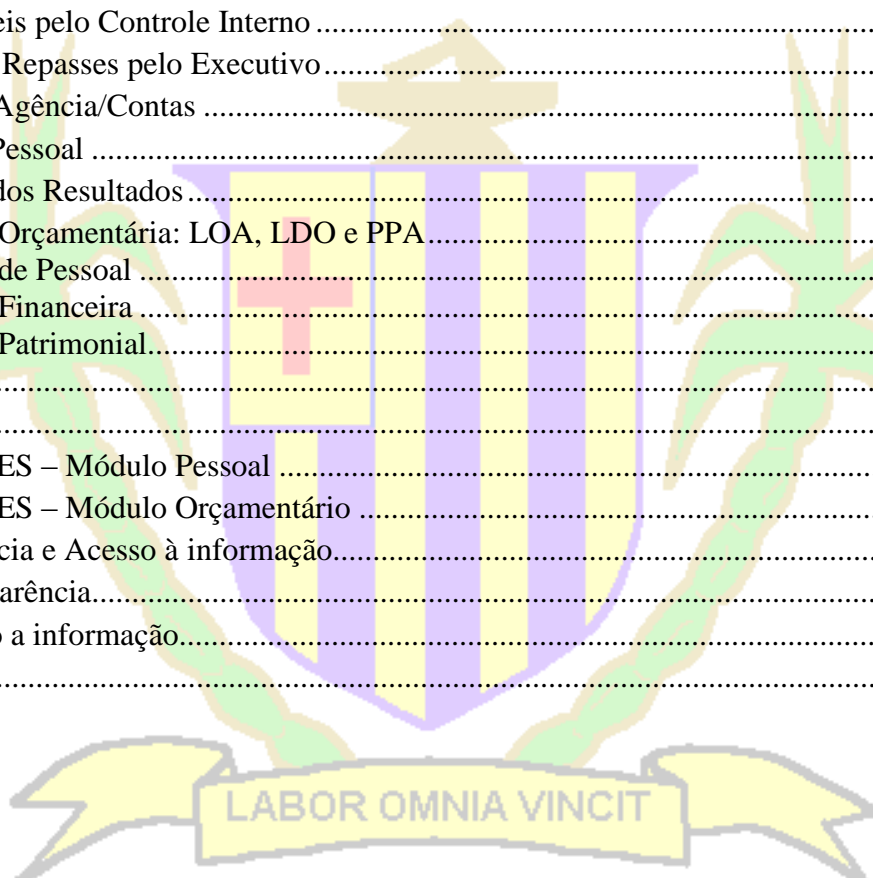 eis pelo Controle Interno ........................................................................
Repasses pelo Executivo ........................................................................
Agência/Contas ........................................................................
Pessoal ........................................................................
dos Resultados ........................................................................
Orçamentária: LOA, LDO e PPA ........................................................................
de Pessoal ........................................................................
Financeira ........................................................................
Patrimonial ........................................................................
........................................................................
........................................................................
ES – Módulo Pessoal ........................................................................
ES – Módulo Orçamentário ........................................................................
cia e Acesso à informação ........................................................................
arência ........................................................................
o a informação ........................................................................
........................................................................
LABOR OMNIA VINCIT